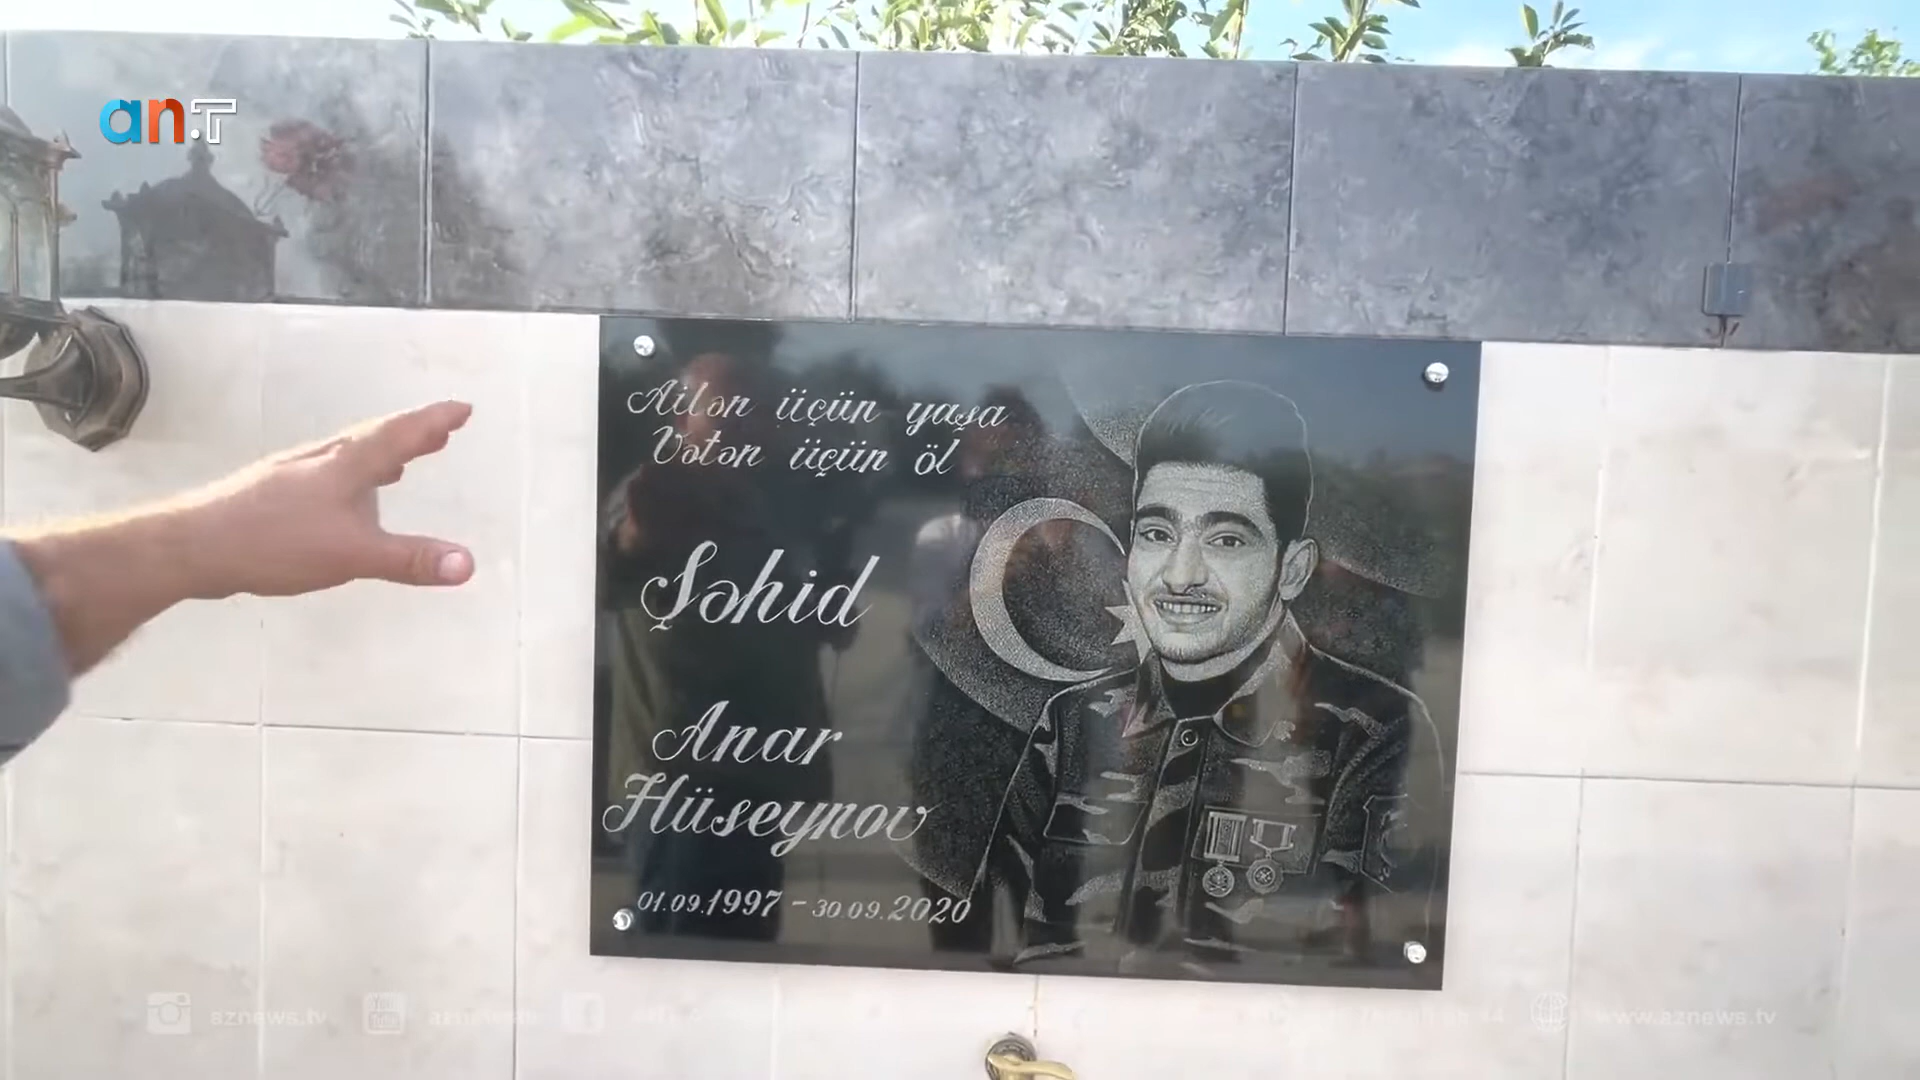 an.T
Ailən üçün yaşa
Vətən üçün öl
Şəhid
Anar
Hüseynov
01.09.1997 - 30.09.2020
aznews.tv
www.aznews.tv